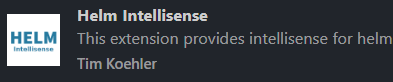 Helm Intellisense
HELM
Intellisense
This extension provides intellisense for helm
Tim Koehler